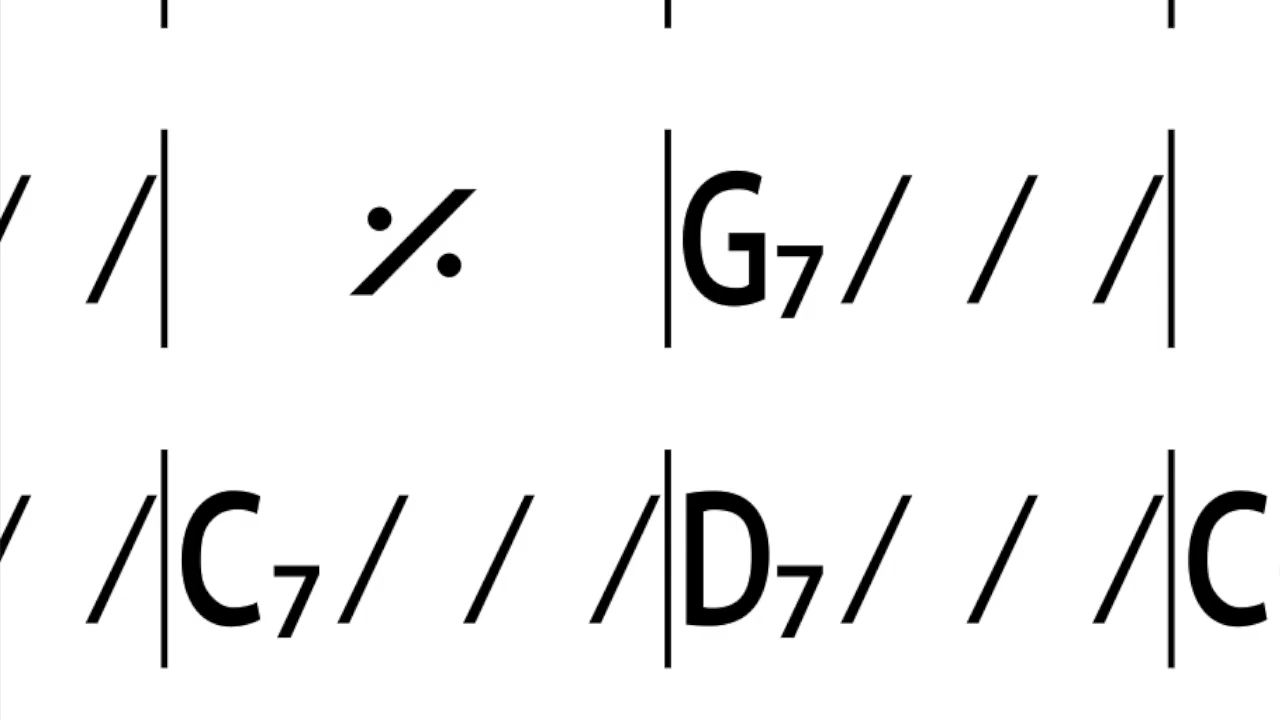 / / | % | G7 / / / |
/ / | C7 / / / | D7 / / / | C